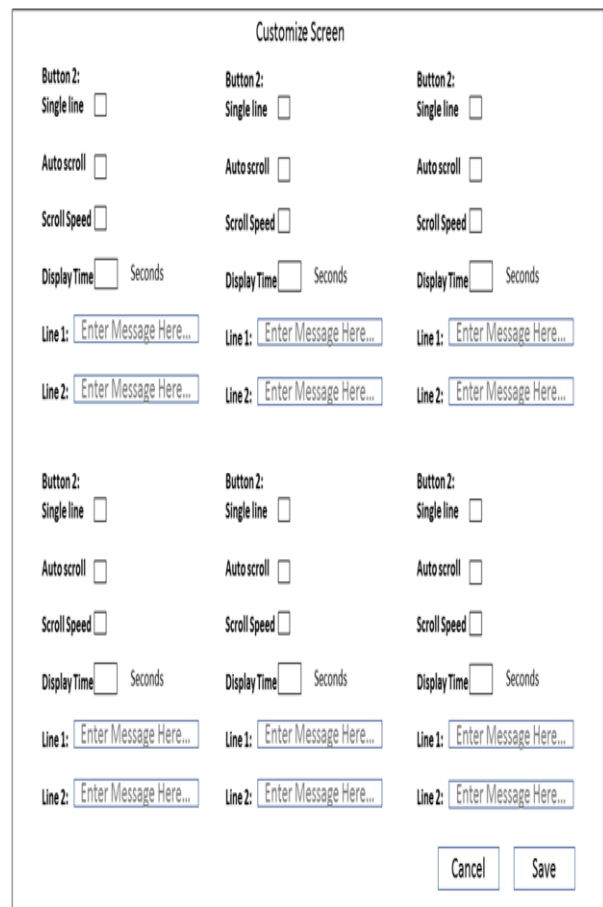 Customize Screen
Button 2:
Single line
Auto scroll
Scroll Speed
Display Time Seconds
Line 1: Enter Message Here...
Line 2: Enter Message Here...
Button 2:
Single line
Auto scroll
Scroll Speed
Display Time Seconds
Line 1: Enter Message Here...
Line 2: Enter Message Here...
Button 2:
Single line
Auto scroll
Scroll Speed
Display Time Seconds
Line 1: Enter Message Here...
Line 2: Enter Message Here...
Button 2:
Single line
Auto scroll
Scroll Speed
Display Time Seconds
Line 1: Enter Message Here...
Line 2: Enter Message Here...
Button 2:
Single line
Auto scroll
Scroll Speed
Display Time Seconds
Line 1: Enter Message Here...
Line 2: Enter Message Here...
Button 2:
Single line
Auto scroll
Scroll Speed
Display Time Seconds
Line 1: Enter Message Here...
Line 2: Enter Message Here...
Cancel Save